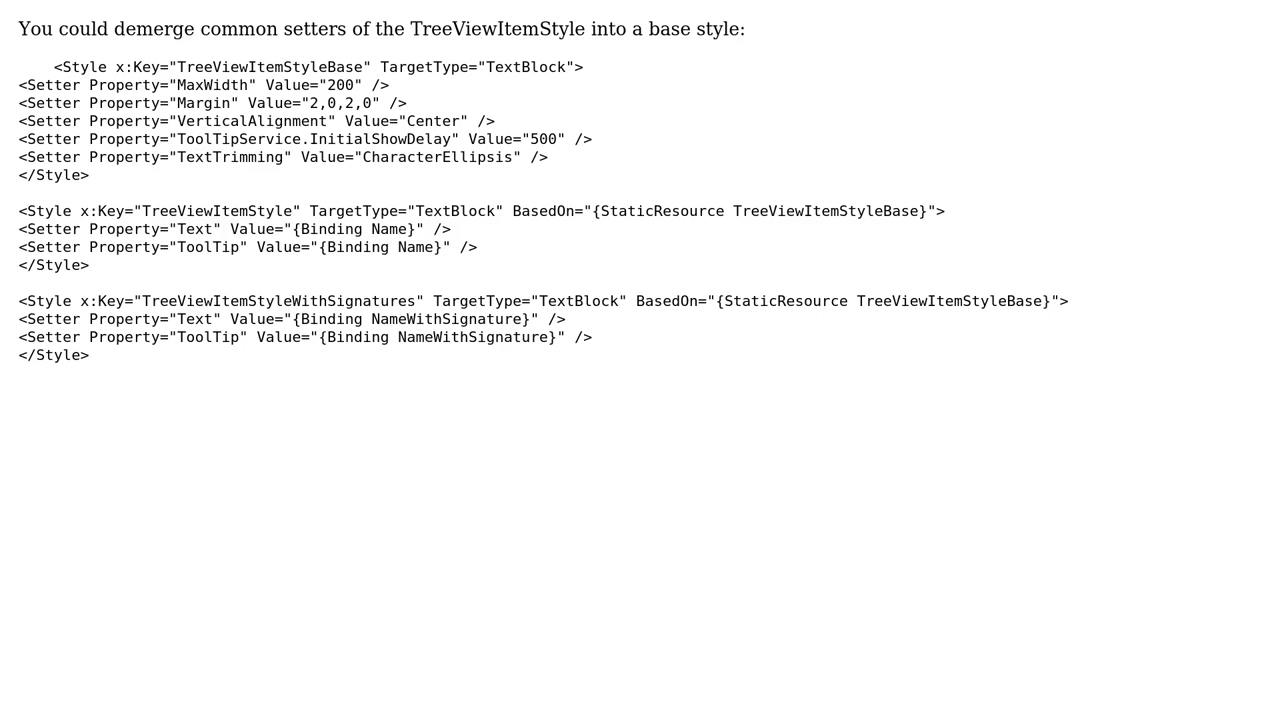 You could demerge common setters of the TreeViewItemStyle into a base style:
    <Style x:Key="TreeViewItemStyleBase" TargetType="TextBlock">
<Setter Property="MaxWidth" Value="200" />
<Setter Property="Margin" Value="2,0,2,0" />
<Setter Property="VerticalAlignment" Value="Center" />
<Setter Property="ToolTipService.InitialShowDelay" Value="500" />
<Setter Property="TextTrimming" Value="CharacterEllipsis" />
</Style>

<Style x:Key="TreeViewItemStyle" TargetType="TextBlock" BasedOn="{StaticResource TreeViewItemStyleBase}">
<Setter Property="Text" Value="{Binding Name}" />
<Setter Property="ToolTip" Value="{Binding Name}" />
</Style>

<Style x:Key="TreeViewItemStyleWithSignatures" TargetType="TextBlock" BasedOn="{StaticResource TreeViewItemStyleBase}">
<Setter Property="Text" Value="{Binding NameWithSignature}" />
<Setter Property="ToolTip" Value="{Binding NameWithSignature}" />
</Style>